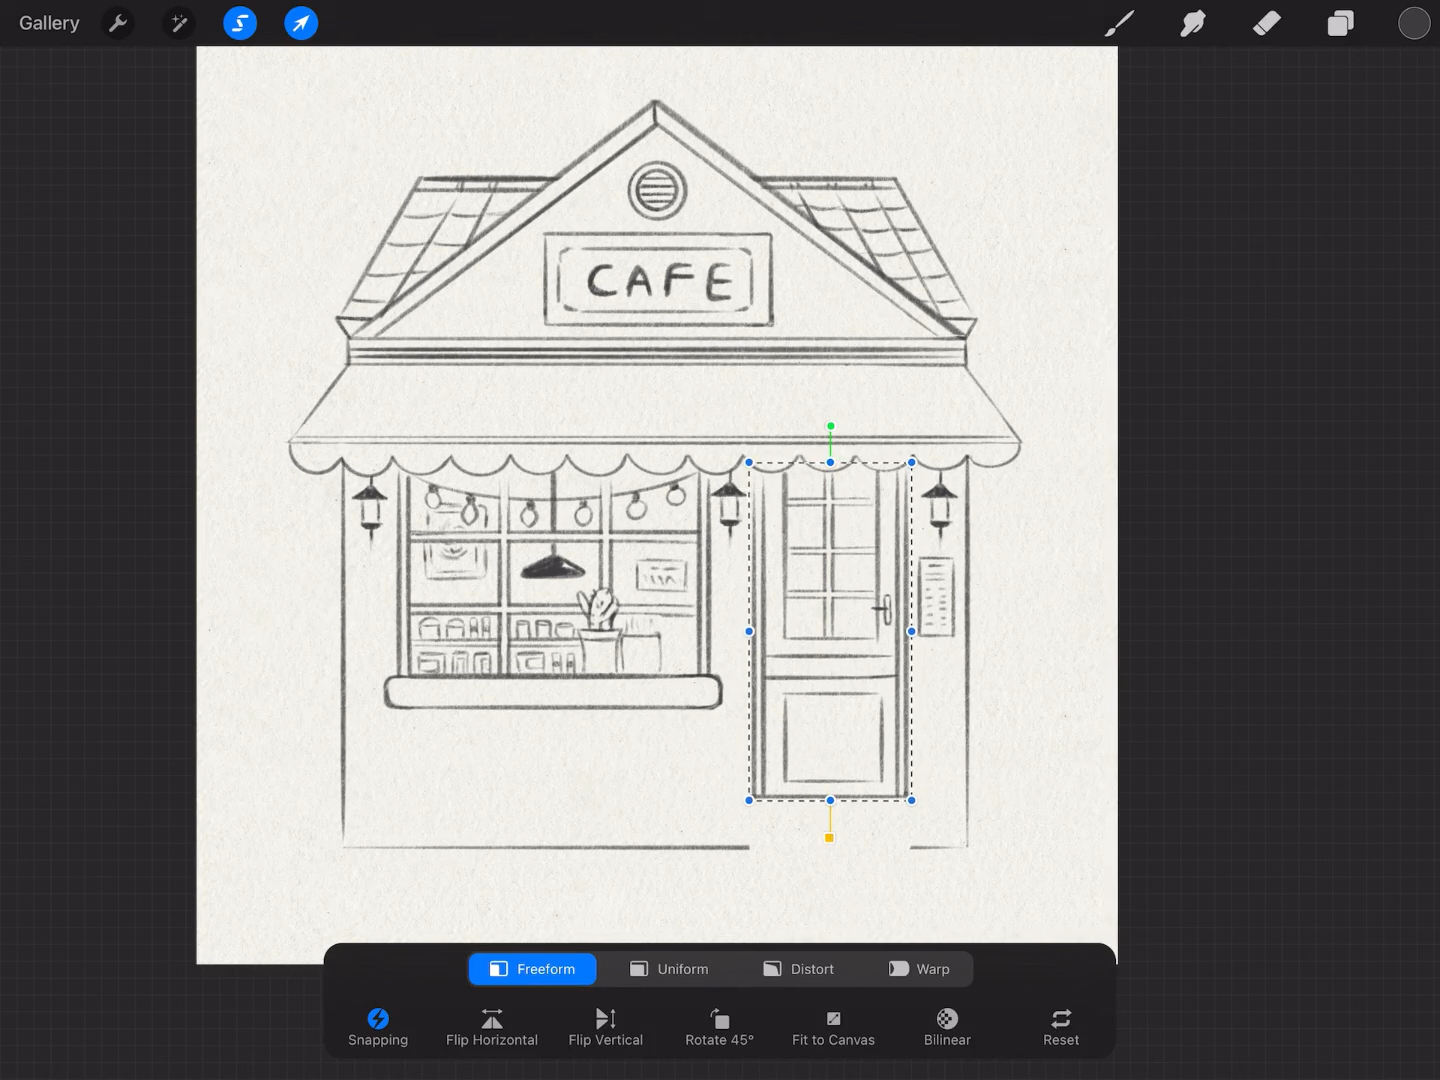 Gallery
CAFE
Freeform
Uniform
Distort
Warp
Snapping
Flip Horizontal
Flip Vertical
Rotate 45°
Fit to Canvas
Bilinear
Reset